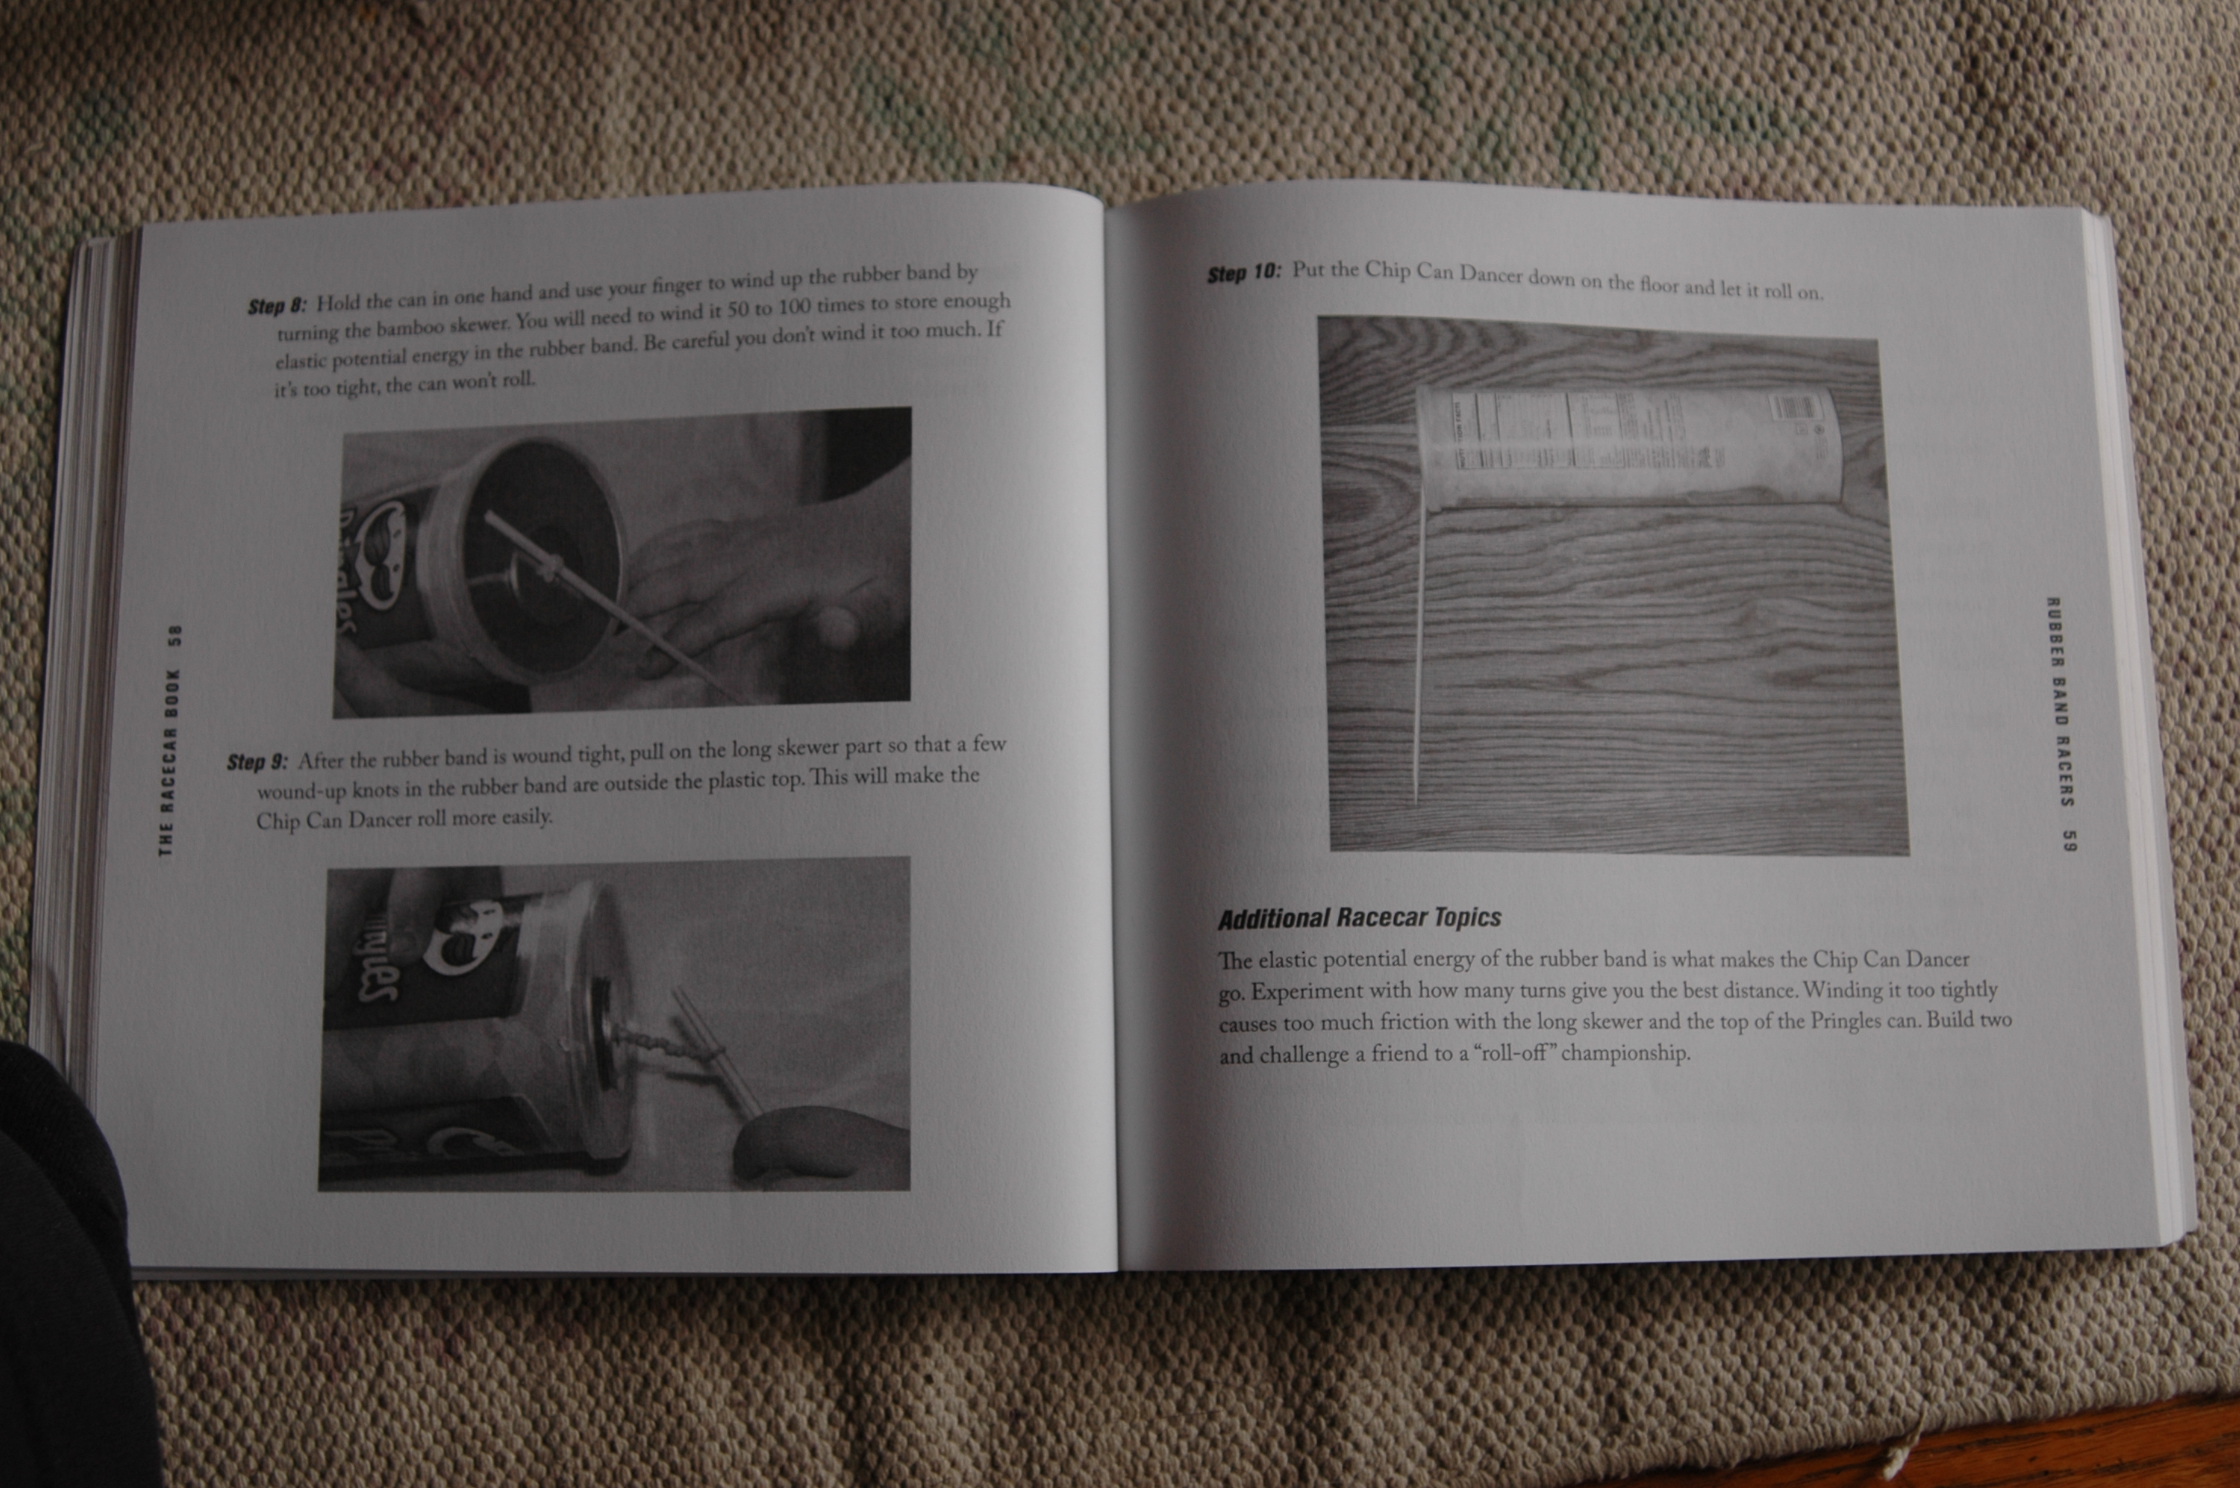 Step 8: Hold the can in one hand and use your finger to wind up the rubber band by
turning the bamboo skewer. You will need to wind it 50 to 100 times to store enough
elastic potential energy in the rubber band. Be careful you don't wind it too much. If
it's too tight, the can won't roll.
Pringles
Step 9: After the rubber band is wound tight, pull on the long skewer part so that a few
wound-up knots in the rubber band are outside the plastic top. This will make the
Chip Can Dancer roll more easily.
THE RACECAR BOOK 58
Step 10: Put the Chip Can Dancer down on the floor and let it roll on.
Additional Racecar Topics
The elastic potential energy of the rubber band is what makes the Chip Can Dancer
go. Experiment with how many turns give you the best distance. Winding it too tightly
causes too much friction with the long skewer and the top of the Pringles can. Build two
and challenge a friend to a “roll-off” championship.
RUBBER BAND RACERS 59